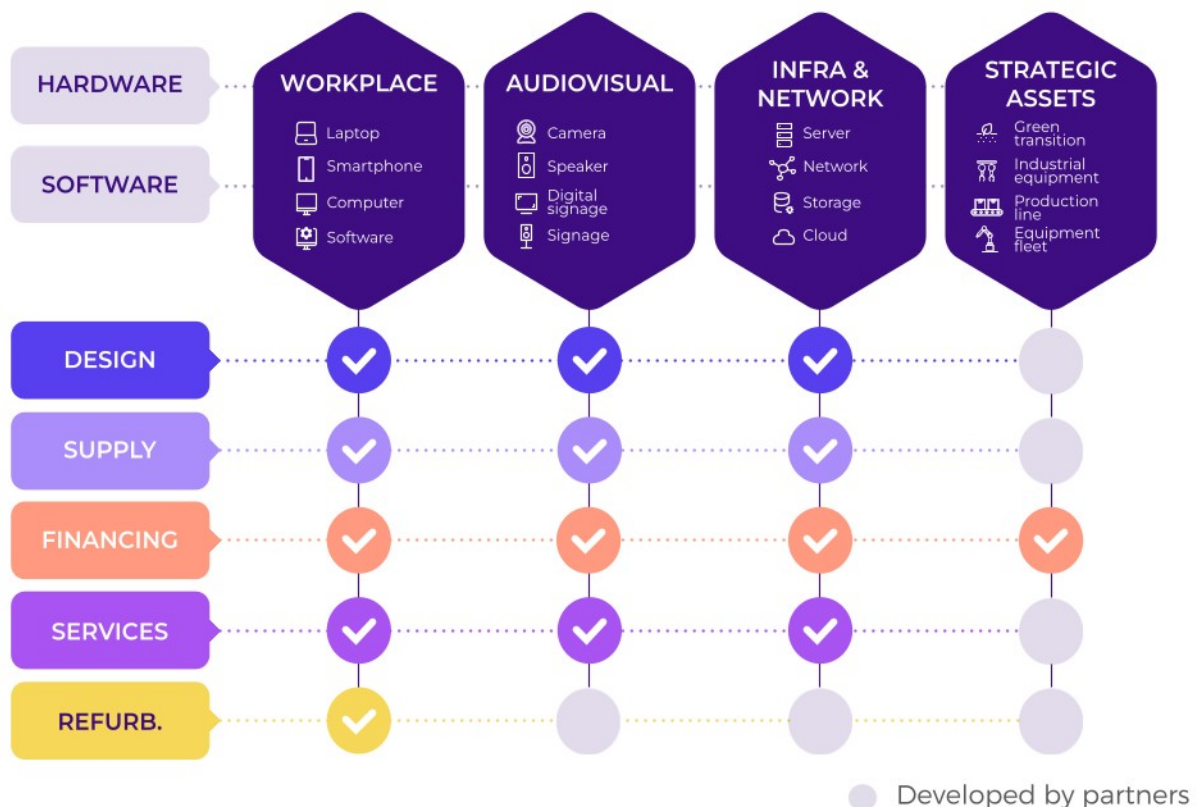 HARDWARE
SOFTWARE
WORKPLACE
Laptop
Smartphone
Computer
Software
AUDIOVISUAL
Camera
Speaker
Digital
signage
Signage
INFRA &
NETWORK
Server
Network
Storage
Cloud
STRATEGIC
ASSETS
Green
transition
Industrial
equipment
Production
line
Equipment
fleet
DESIGN
SUPPLY
FINANCING
SERVICES
REFURB.
Developed by partners